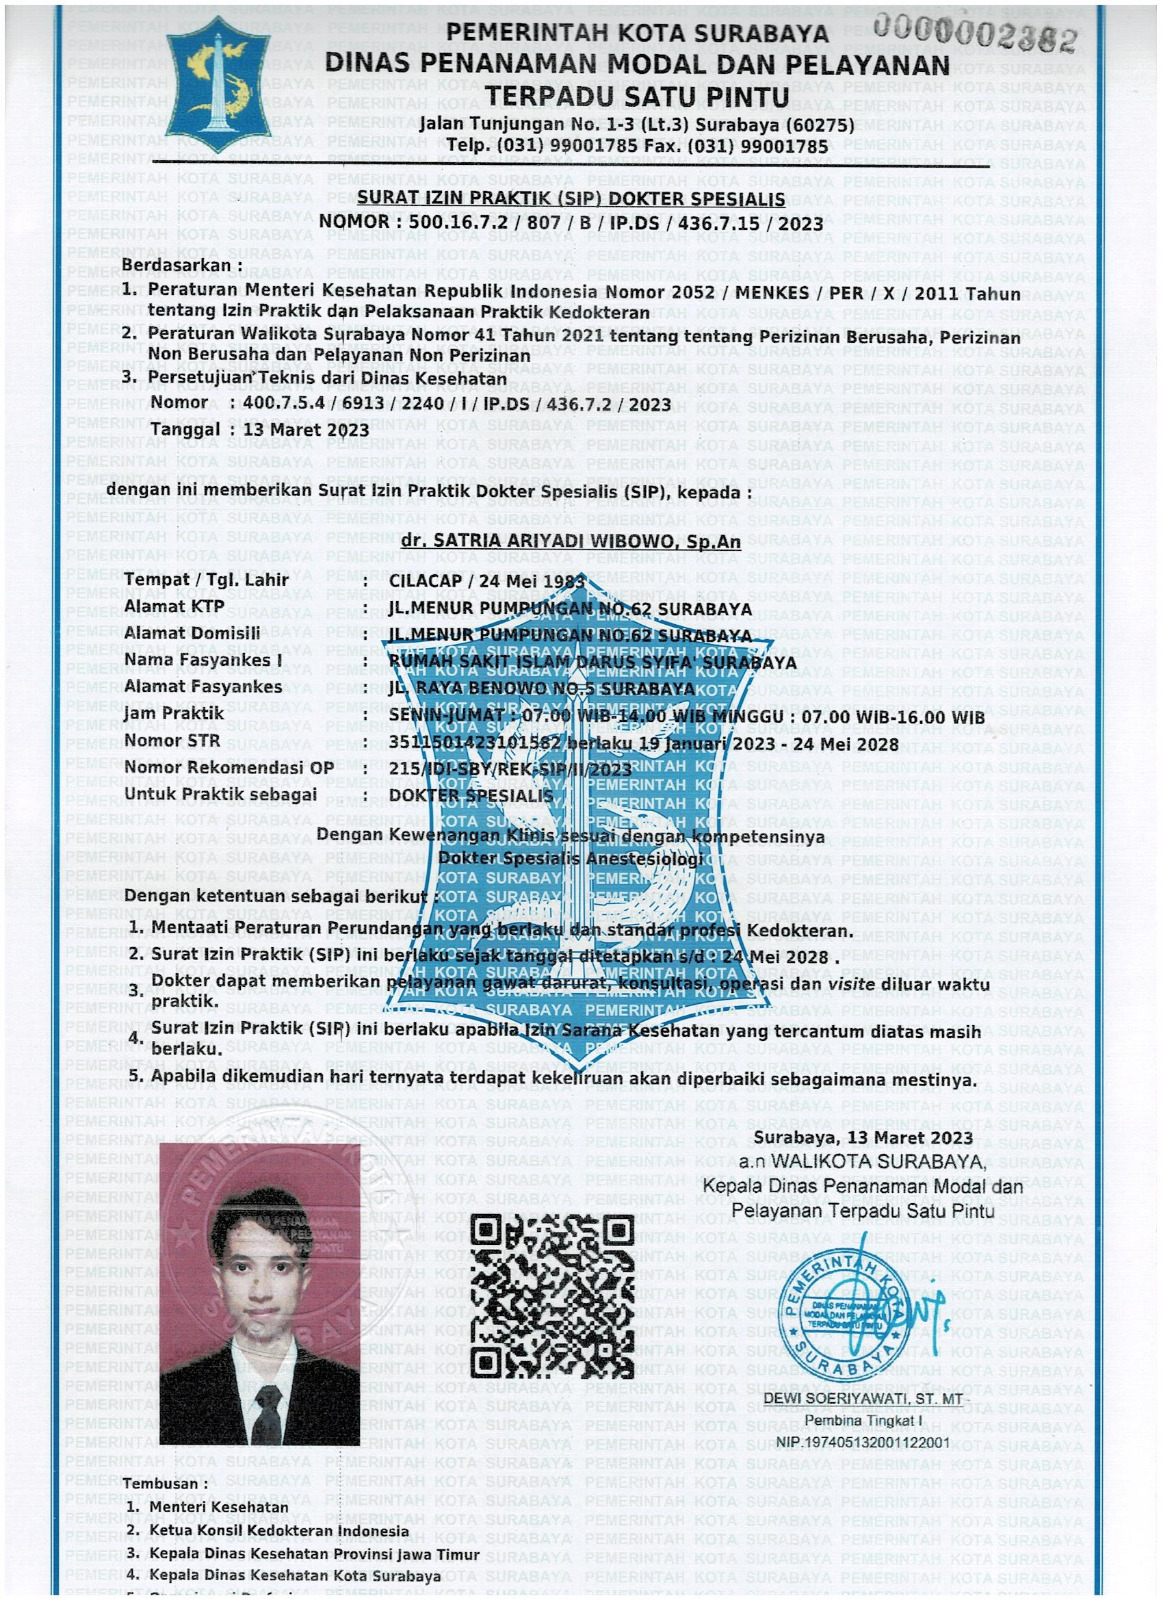 0000002382
PEMERINTAH KOTA SURABAYA
DINAS PENANAMAN MODAL DAN PELAYANAN
TERPADU SATU PINTU
Jalan Tunjungan No. 1-3 (Lt.3) Surabaya (60275)
Telp. (031) 99001785 Fax. (031) 99001785
SURAT IZIN PRAKTIK (SIP) DOKTER SPESIALIS
NOMOR : 500.16.7.2 / 807 / B / IP.DS / 436.7.15 / 2023
Berdasarkan :
1. Peraturan Menteri Kesehatan Republik Indonesia Nomor 2052 / MENKES / PER / X / 2011 Tahun
tentang Izin Praktik dan Pelaksanaan Praktik Kedokteran
2. Peraturan Walikota Surabaya Nomor 41 Tahun 2021 tentang tentang Perizinan Berusaha, Perizinan
Non Berusaha dan Pelayanan Non Perizinan
3. Persetujuan Teknis dari Dinas Kesehatan
Nomor : 400.7.5.4 / 6913 / 2240 / I / IP.DS / 436.7.2 / 2023
Tanggal : 13 Maret 2023
dengan ini memberikan Surat Izin Praktik Dokter Spesialis (SIP), kepada :
dr. SATRIA ARIYADI WIBOWO, Sp.An
Tempat / Tgl. Lahir : CILACAP / 24 Mei 1983
Alamat KTP : JL.MENUR PUMPUNGAN NO.62 SURABAYA
Alamat Domisili : JL.MENUR PUMPUNGAN NO.62 SURABAYA
Nama Fasyankes I : RUMAH SAKIT ISLAM DARUS SYIFA' SURABAYA
Alamat Fasyankes : JL. RAYA BENOWO NO.5 SURABAYA
Jam Praktik : SENIN-JUMAT : 07.00 WIB-14.00 WIB MINGGU : 07.00 WIB-16.00 WIB
Nomor STR : 3511501423101582 berlaku 19 Januari 2023 - 24 Mei 2028
Nomor Rekomendasi OP : 215/IDI-SBY/REK-SIP/II/2023
Untuk Praktik sebagai : DOKTER SPESIALIS
Dengan Kewenangan Klinis sesuai dengan kompetensinya
Dokter Spesialis Anestesiologi
Dengan ketentuan sebagai berikut :
1. Mentaati Peraturan Perundangan yang berlaku dan standar profesi Kedokteran.
2. Surat Izin Praktik (SIP) ini berlaku sejak tanggal ditetapkan s/d : 24 Mei 2028 .
3. Dokter dapat memberikan pelayanan gawat darurat, konsultasi, operasi dan visite diluar waktu
praktik.
4. Surat Izin Praktik (SIP) ini berlaku apabila Izin Sarana Kesehatan yang tercantum diatas masih
berlaku.
5. Apabila dikemudian hari ternyata terdapat kekeliruan akan diperbaiki sebagaimana mestinya.
Surabaya, 13 Maret 2023
a.n WALIKOTA SURABAYA,
Kepala Dinas Penanaman Modal dan
Pelayanan Terpadu Satu Pintu
PEMERINTAH KOTA
DINAS PENANAMAN
MODAL DAN PELAYANAN
TERPADU SATU PINTU
SURABAYA
DEWI SOERIYAWATI, ST. MT
Pembina Tingkat I
NIP.197405132001122001
Tembusan :
1. Menteri Kesehatan
2. Ketua Konsil Kedokteran Indonesia
3. Kepala Dinas Kesehatan Provinsi Jawa Timur
4. Kepala Dinas Kesehatan Kota Surabaya